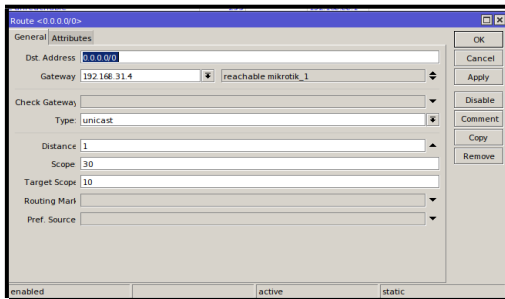 Route <0.0.0.0/0>
General Attributes
OK
Dst. Address 0.0.0.0/0
Cancel
Gateway 192.168.31.4 reachable mikrotik_1
Apply
Check Gateway
Disable
Type: unicast
Comment
Copy
Distance 1
Remove
Scope 30
Target Scope 10
Routing Mark
Pref. Source
enabled active static